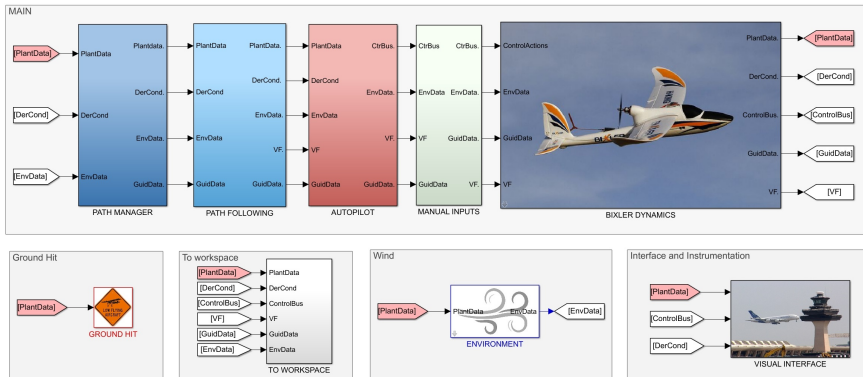 MAIN
[PlantData]
[DerCond]
[EnvData]
PlantData
DerCond
EnvData
Plantdata.
DerCond.
EnvData.
GuidData.
PATH MANAGER
PlantData
DerCond
EnvData
GuidData
PlantData.
DerCond.
EnvData.
VF.
GuidData.
PATH FOLLOWING
PlantData
DerCond
EnvData
VF
GuidData
CtrBus.
EnvData.
VF.
GuidData.
AUTOPILOT
CtrBus
EnvData
VF
GuidData
CtrBus.
EnvData.
GuidData.
VF.
MANUAL INPUTS
ControlActions
EnvData
GuidData
VF
PlantData.
DerCond.
ControlBus.
GuidData.
VF.
BIXLER DYNAMICS
[PlantData]
[DerCond]
[ControlBus]
[GuidData]
[VF]
Ground Hit
[PlantData]
LOW FLYING
AIRCRAFT
GROUND HIT
To workspace
[PlantData]
[DerCond]
[ControlBus]
[VF]
[GuidData]
[EnvData]
PlantData
DerCond
ControlBus
VF
GuidData
EnvData
TO WORKSPACE
Wind
[PlantData]
PlantData
EnvData
[EnvData]
ENVIRONMENT
Interface and Instrumentation
[PlantData]
[ControlBus]
[DerCond]
VISUAL INTERFACE